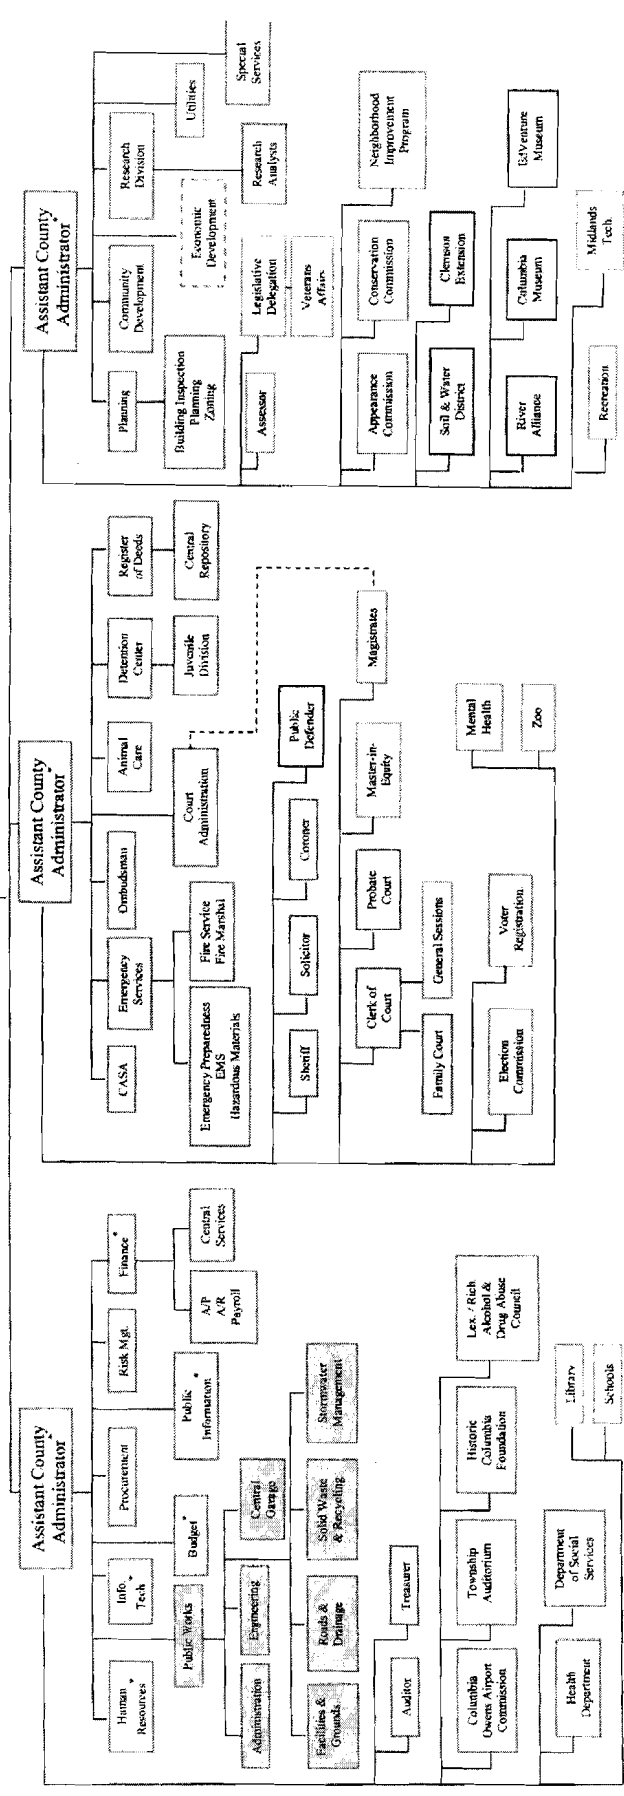 Assistant County
Administrator*
Human *
Resources
Info. *
Tech
Procurement
Risk Mgt.
Finance*
Public Works
Budget*
Public
Information*
A/P
A/R
Payroll
Central
Services
Administration
Engineering
Central
Garage
Facilities &
Grounds
Roads &
Drainage
Solid Waste
& Recycling
Stormwater
Management
Auditor
Treasurer
Columbia
Owens Airport
Commission
Township
Auditorium
Historic
Columbia
Foundation
Lex. / Rich.
Alcohol &
Drug Abuse
Council
Health
Department
Department
of Social
Services
Library
Schools
Assistant County
Administrator*
CASA
Emergency
Services
Ombudsman
Animal
Care
Detention
Center
Register
of Deeds
Emergency Preparedness
EMS
Hazardous Materials
Fire Service
Fire Marshal
Court
Administration
Juvenile
Division
Central
Repository
Sheriff
Solicitor
Coroner
Public
Defender
Clerk of
Court
Probate
Court
Master-in-
Equity
Magistrates
Family Court
General Sessions
Election
Commission
Voter
Registration
Mental
Health
Zoo
Assistant County
Administrator*
Planning
Community
Development
Research
Division
Utilities
Special
Services
Building Inspection
Planning
Zoning
Economic
Development
Research
Analysts
Assessor
Legislative
Delegation
Veterans
Affairs
Appearance
Commission
Conservation
Commission
Neighborhood
Improvement
Program
Soil & Water
District
Clemson
Extension
River
Alliance
Columbia
Museum
EdVenture
Museum
Recreation
Midlands
Tech.